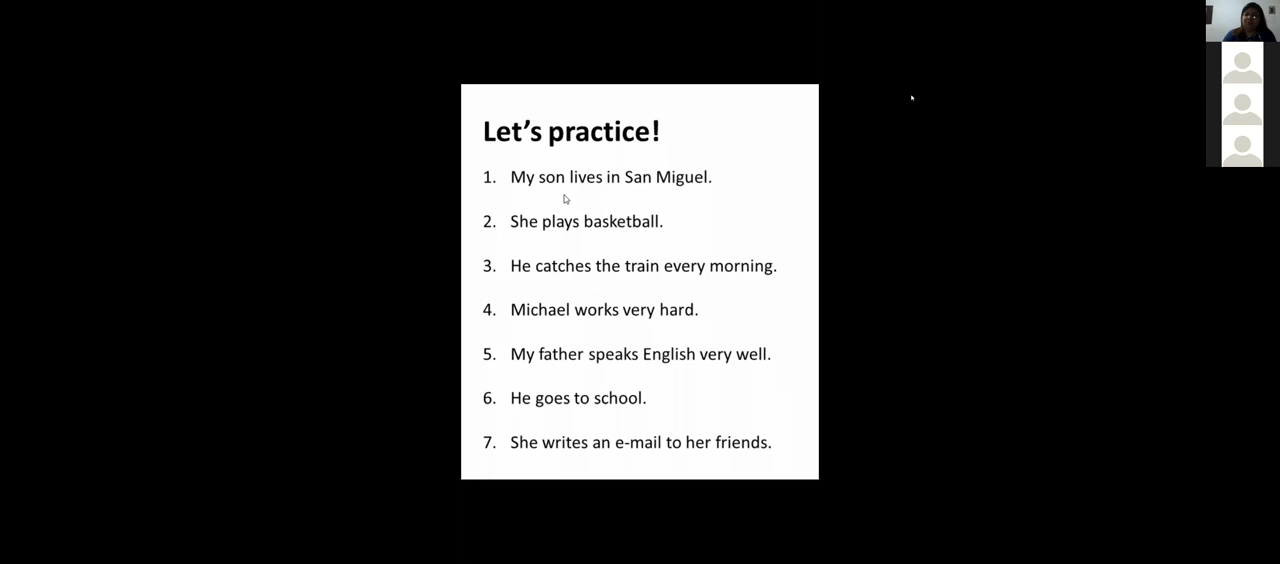 Let's practice!
1. My son lives in San Miguel.
2. She plays basketball.
3. He catches the train every morning.
4. Michael works very hard.
5. My father speaks English very well.
6. He goes to school.
7. She writes an e-mail to her friends.